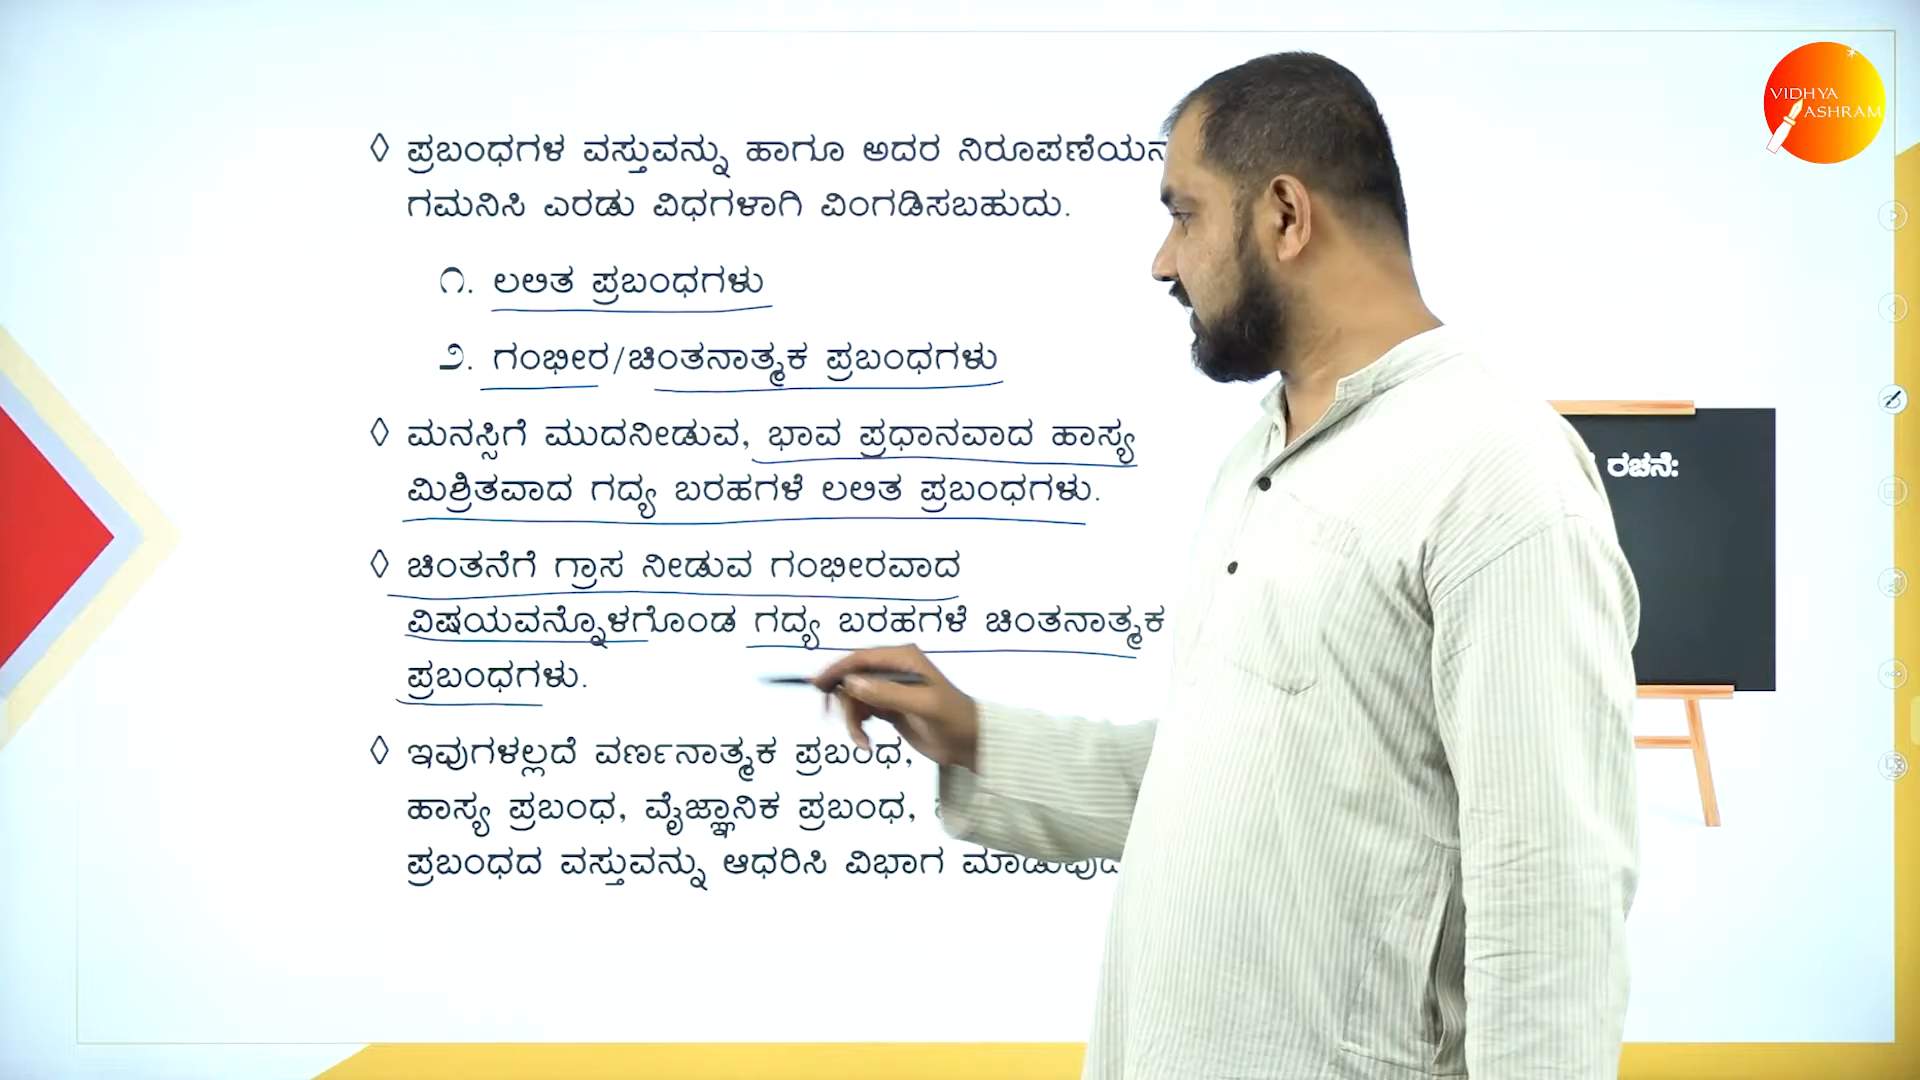 ◊ ಪ್ರಬಂಧಗಳ ವಸ್ತುವನ್ನು ಹಾಗೂ ಅದರ
ಗಮನಿಸಿ ಎರಡು ವಿಧಗಳಾಗಿ ವಿಂಗಡಿಸಬಹುದು.
೧. ಲಲಿತ ಪ್ರಬಂಧಗಳು
೨. ಗಂಭೀರ/ಚಿಂತನಾತ್ಮಕ ಪ್ರಬಂಧಗಳು
◊ ಮನಸ್ಸಿಗೆ ಮುದನೀಡುವ, ಭಾವ ಪ್ರಧಾನವಾದ ಹಾಸ್ಯ
ಮಿಶ್ರಿತವಾದ ಗದ್ಯ ಬರಹಗಳೆ ಲಲಿತ ಪ್ರಬಂಧಗಳು.
◊ ಚಿಂತನೆಗೆ ಗ್ರಾಸ ನೀಡುವ ಗಂಭೀರವಾದ
ವಿಷಯವನ್ನೊಳಗೊಂಡ ಗದ್ಯ ಬರಹಗಳೆ ಚಿಂತನಾತ್ಮಕ
ಪ್ರಬಂಧಗಳು.
◊ ಇವುಗಳಲ್ಲದೆ ವರ್ಣನಾತ್ಮಕ ಪ್ರಬಂಧ,
ಹಾಸ್ಯ ಪ್ರಬಂಧ, ವೈಜ್ಞಾನಿಕ ಪ್ರಬಂಧ,
ಪ್ರಬಂಧದ ವಸ್ತುವನ್ನು ಆಧರಿಸಿ ವಿಭಾಗ
ರಚನೆ:
VIDHYA
ASHRAM